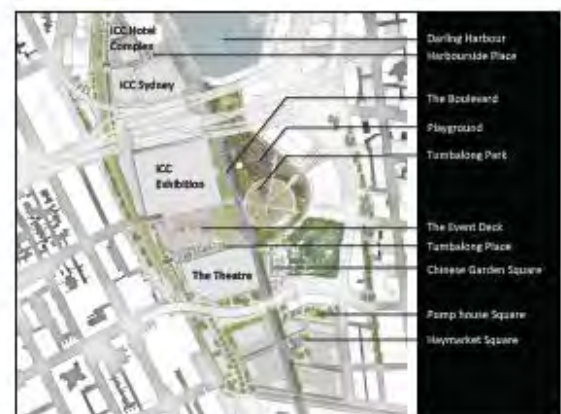 ICC Hotel
Complex
ICC Sydney
ICC
Exhibition
The Theatre
Darling Harbour
Harbourside Place
The Boulevard
Playground
Tumbalong Park
The Event Deck
Tumbalong Place
Chinese Garden Square
Pump house Square
Haymarket Square